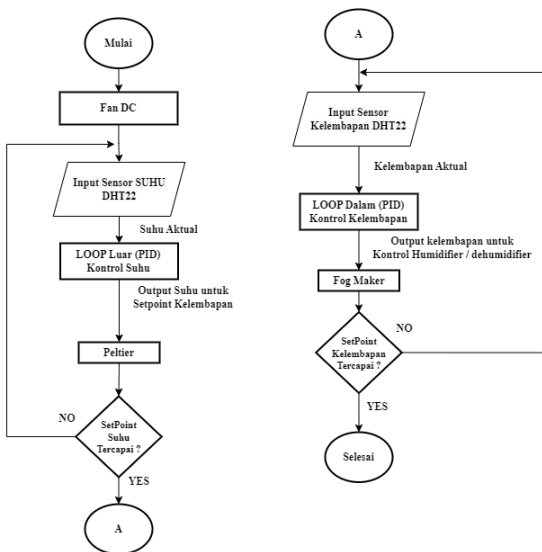 Mulai
Fan DC
Input Sensor SUHU
DHT22
Suhu Aktual
LOOP Luar (PID)
Kontrol Suhu
Output Suhu untuk
Setpoint Kelembapan
Peltier
NO
SetPoint
Suhu
Tercapai ?
YES
A
A
Input Sensor
Kelembapan DHT22
Kelembapan Aktual
LOOP Dalam (PID)
Kontrol Kelembapan
Output kelembapan untuk
Kontrol Humidifier / dehumidifier
Fog Maker
NO
SetPoint
Kelembapan
Tercapai ?
YES
Selesai